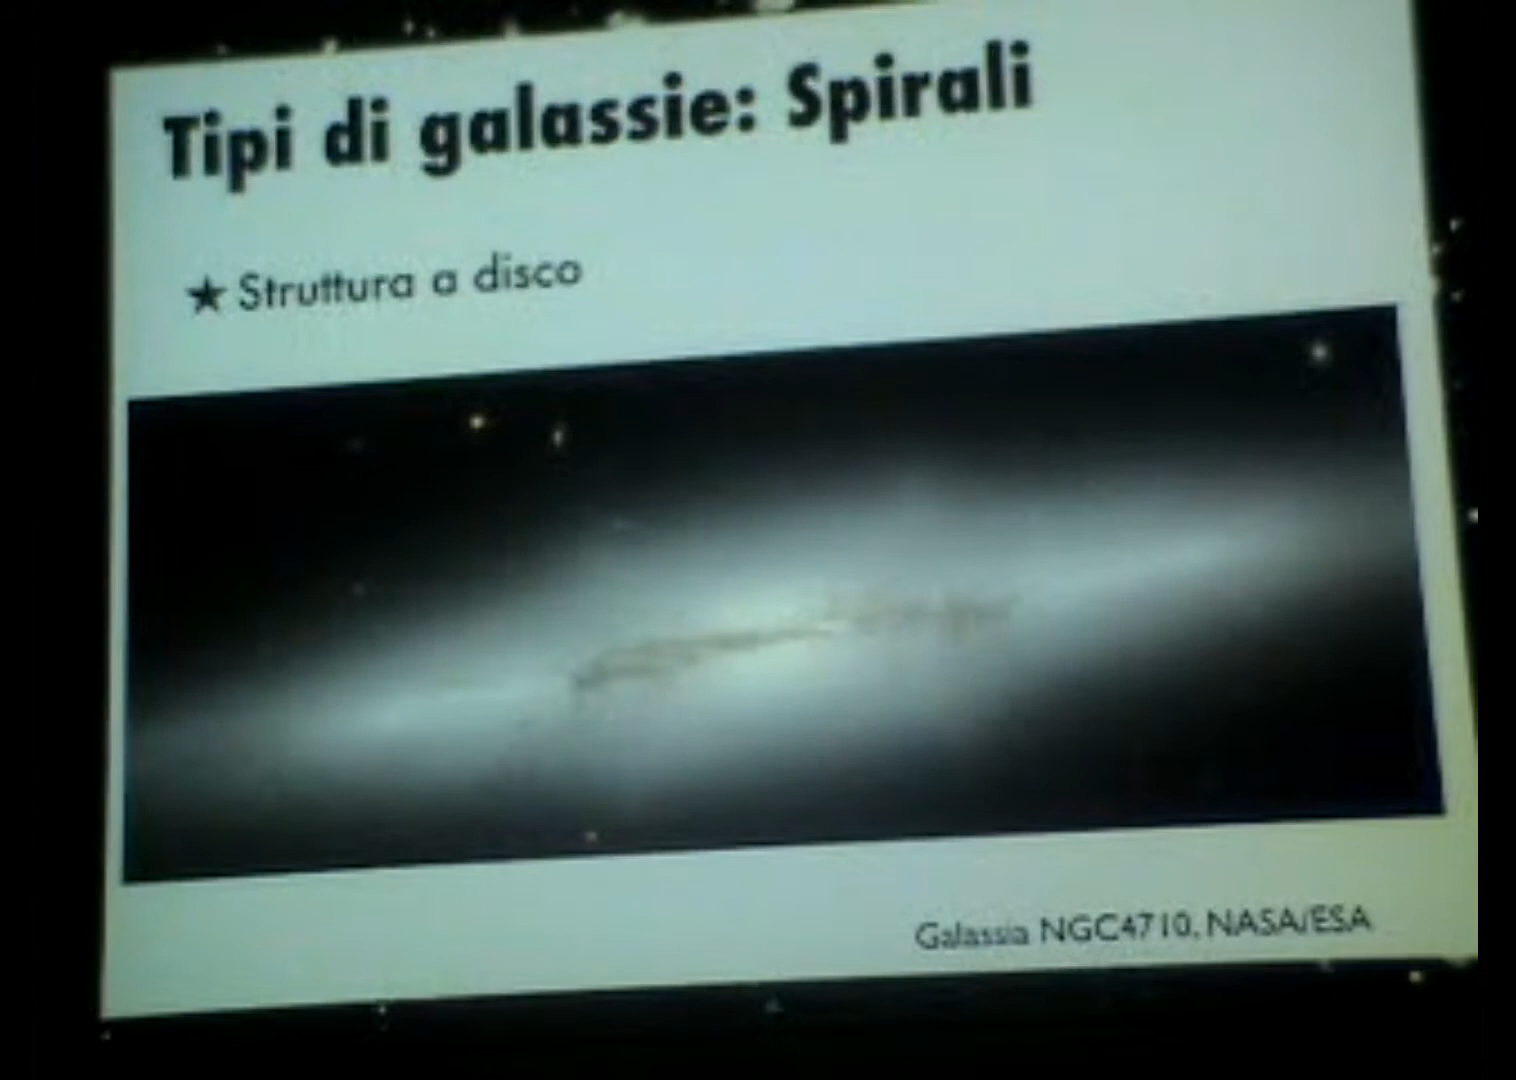 Tipi di galassie: Spirali
★ Struttura a disco
Galassia NGC4710, NASA/ESA